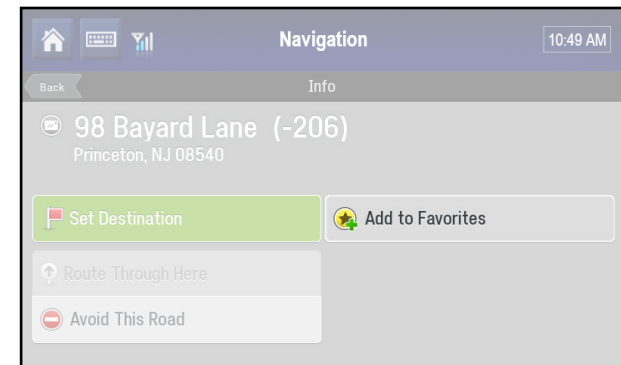 Navigation
10:49 AM
Back
Info
98 Bayard Lane (-206)
Princeton, NJ 08540
Set Destination
Add to Favorites
Route Through Here
Avoid This Road